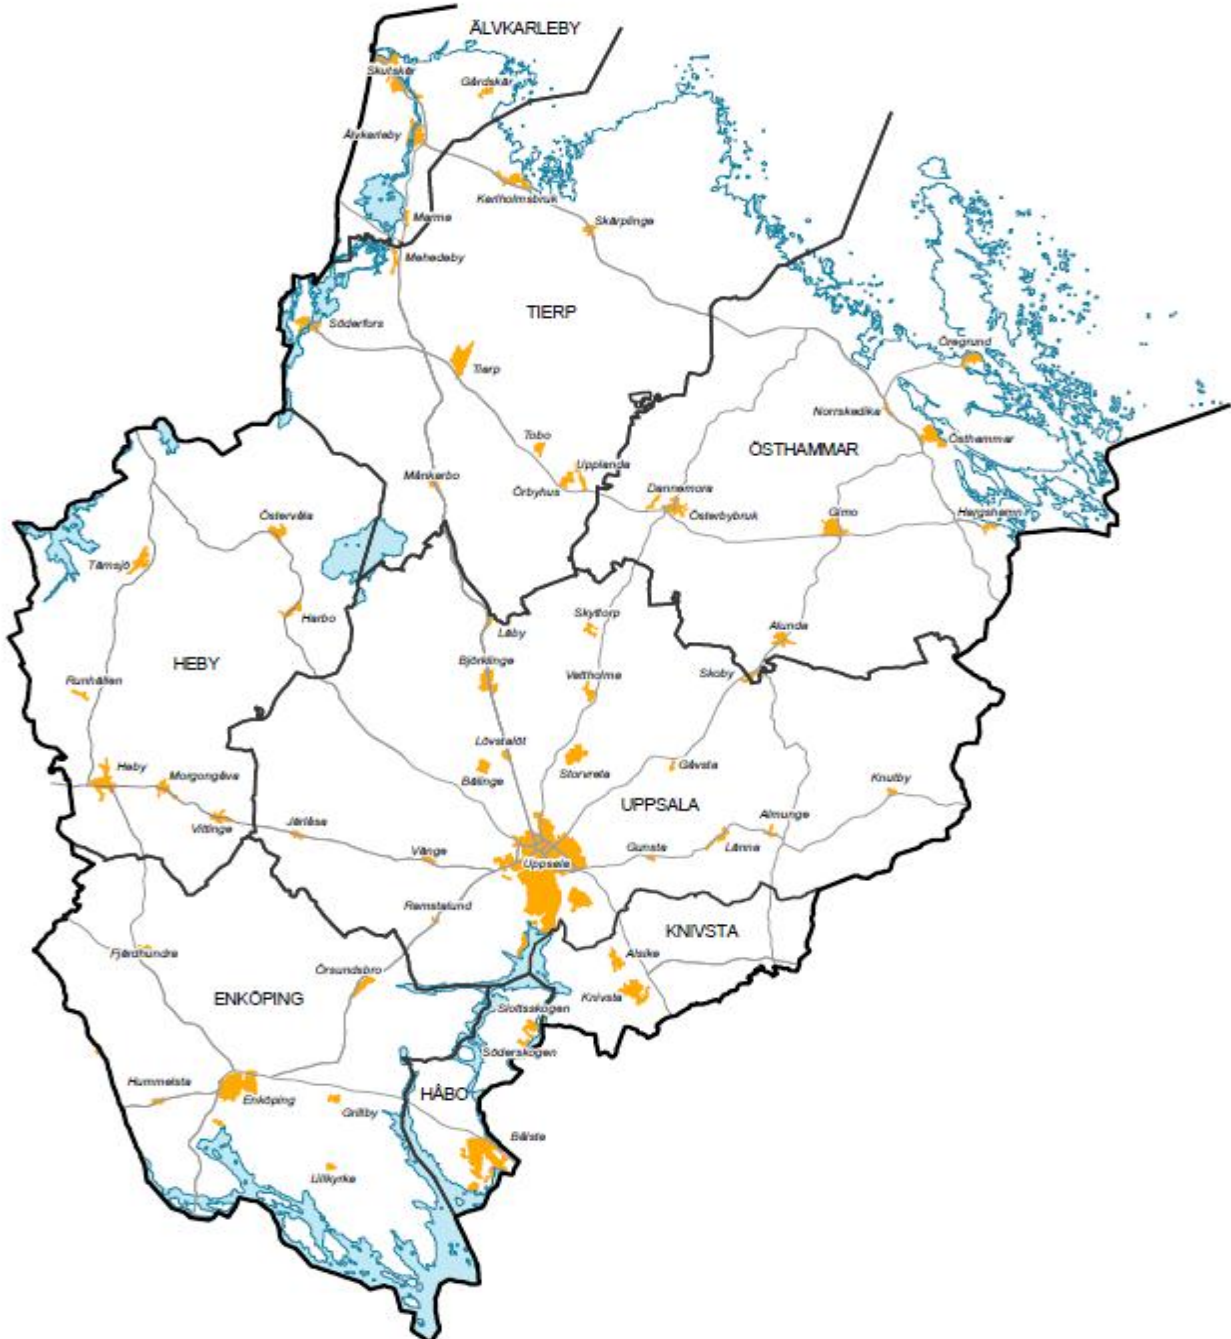 ÄLVKARLEBY
Skutskär
Gårdskär
Älvkarleby
Karlholmsbruk
Marma
Skärplinge
Mehedeby
TIERP
Söderfors
Tierp
Öregrund
Norrskedika
Tobo
ÖSTHAMMAR
Östhammar
Månkarbo
Upplanda
Örbyhus
Dannemora
Österbybruk
Gimo
Hargshamn
Östervåla
Tärnsjö
Harbo
Läby
Skyttorp
Alunda
HEBY
Björklinge
Vattholma
Skoby
Runhällen
Lövstalöt
Heby
Morgongåva
Bälinge
Storvreta
Gåvsta
Knutby
UPPSALA
Vittinge
Järlåsa
Almunge
Vänge
Uppsala
Gunsta
Länna
Ramstalund
KNIVSTA
Fjärdhundra
Alsike
Örsundsbro
ENKÖPING
Knivsta
Slottsskogen
Söderskogen
Hummelsta
HÅBO
Enköping
Grillby
Bålsta
Lillkyrka